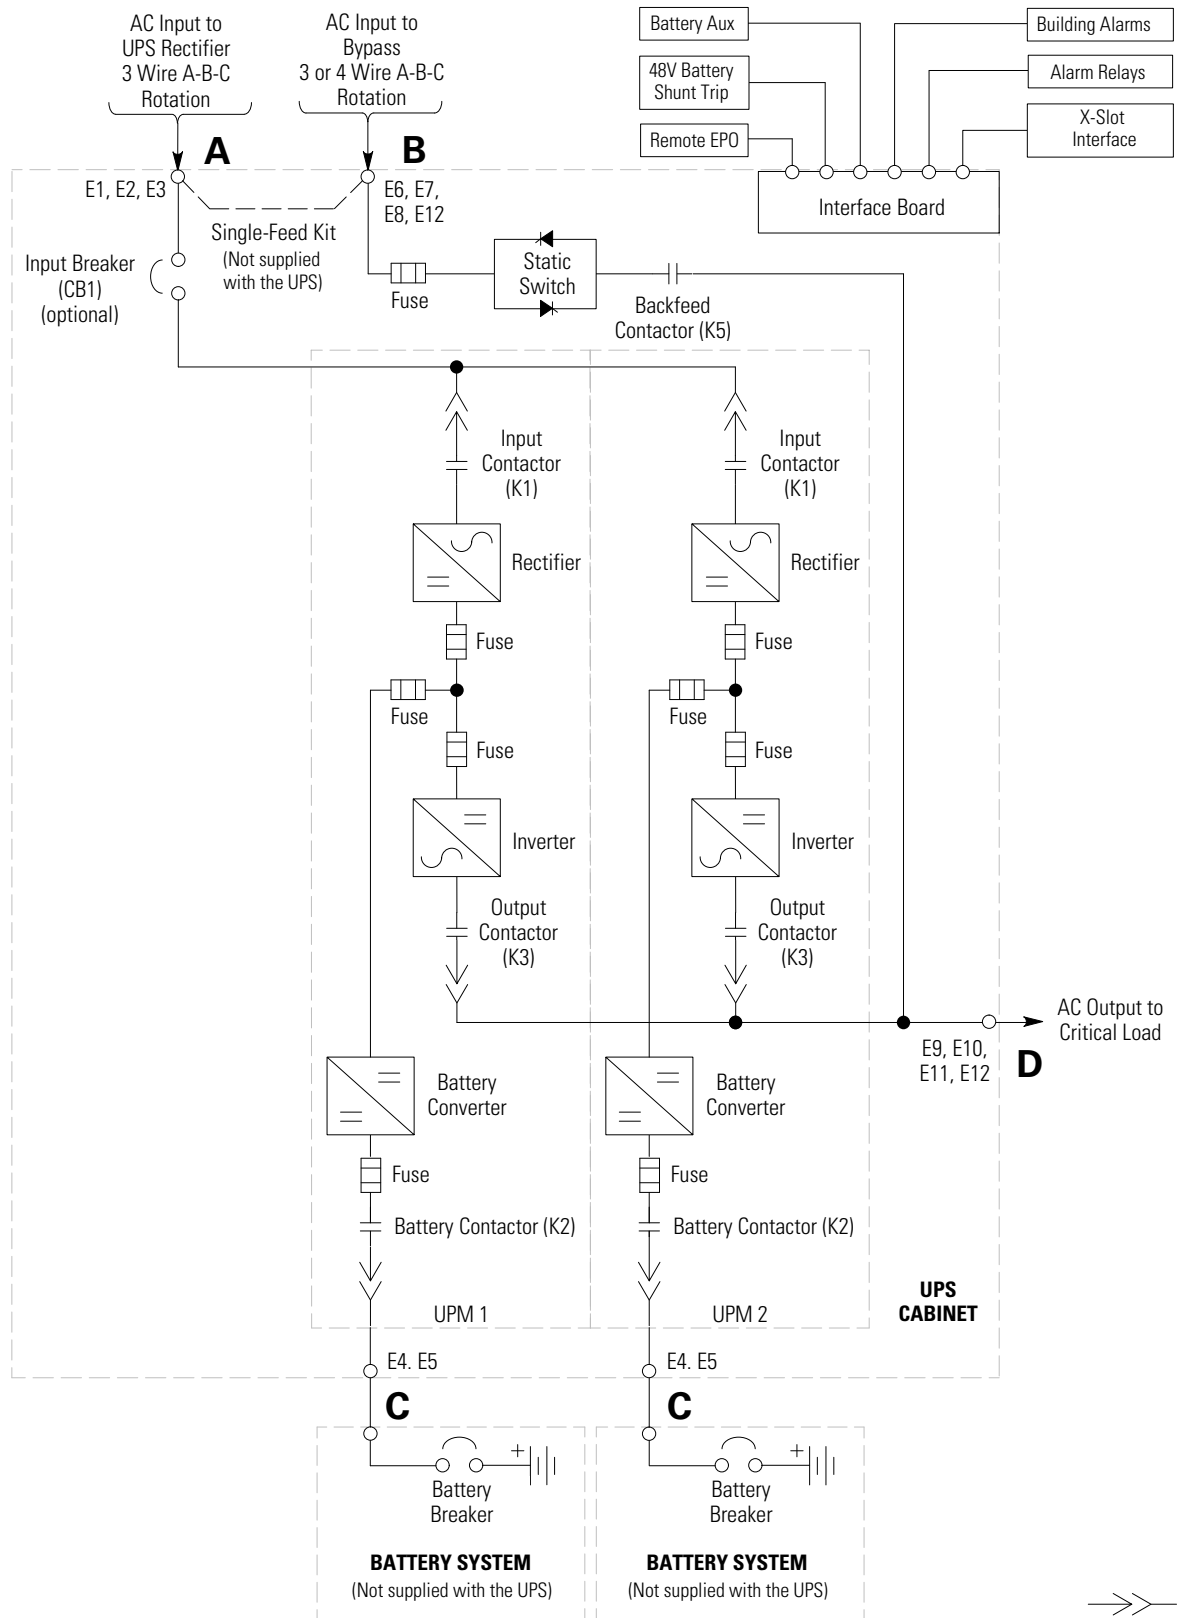 AC Input to
UPS Rectifier
3 Wire A-B-C
Rotation
AC Input to
Bypass
3 or 4 Wire A-B-C
Rotation
Battery Aux
48V Battery
Shunt Trip
Remote EPO
Building Alarms
Alarm Relays
X-Slot
Interface
A
B
E1, E2, E3
E6, E7,
E8, E12
Interface Board
Single-Feed Kit
(Not supplied
with the UPS)
Input Breaker
(CB1)
(optional)
Fuse
Static
Switch
Backfeed
Contactor (K5)
Input
Contactor
(K1)
Input
Contactor
(K1)
Rectifier
Rectifier
Fuse
Fuse
Fuse
Fuse
Fuse
Fuse
Inverter
Inverter
Output
Contactor
(K3)
Output
Contactor
(K3)
AC Output to
Critical Load
E9, E10,
E11, E12
D
Battery
Converter
Battery
Converter
Fuse
Fuse
Battery Contactor (K2)
Battery Contactor (K2)
UPM 1
UPM 2
UPS
CABINET
E4. E5
E4. E5
C
C
+
+
Battery
Breaker
Battery
Breaker
BATTERY SYSTEM
(Not supplied with the UPS)
BATTERY SYSTEM
(Not supplied with the UPS)